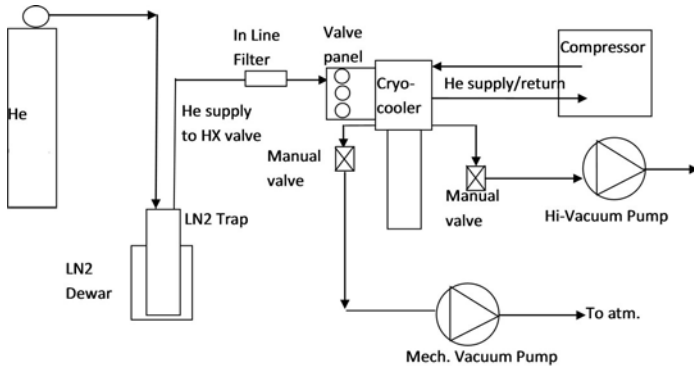 In Line
Filter
Valve
panel
Compressor
He
Cryo-
cooler
He supply/return
He supply
to HX valve
Manual
valve
Manual
valve
LN2 Trap
Hi-Vacuum Pump
LN2
Dewar
To atm.
Mech. Vacuum Pump